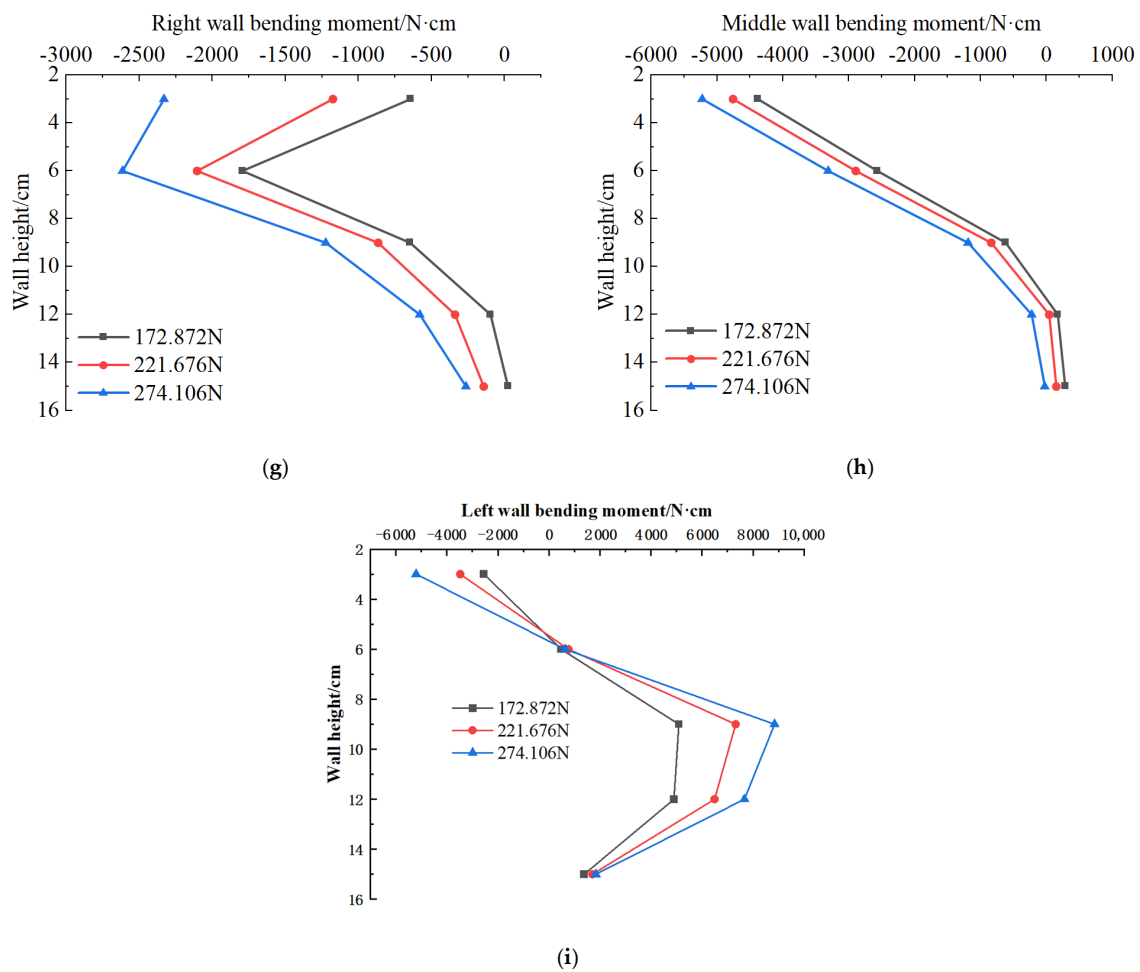 Right wall bending moment/N·cm
-3000 -2500 -2000 -1500 -1000 -500 0
2
4
6
8
10
12
14
16
Wall height/cm
172.872N
221.676N
274.106N
(g)
Middle wall bending moment/N·cm
-6000 -5000 -4000 -3000 -2000 -1000 0 1000
2
4
6
8
10
12
14
16
Wall height/cm
172.872N
221.676N
274.106N
(h)
Left wall bending moment/N·cm
-6000 -4000 -2000 0 2000 4000 6000 8000 10,000
2
4
6
8
10
12
14
16
Wall height/cm
172.872N
221.676N
274.106N
(i)